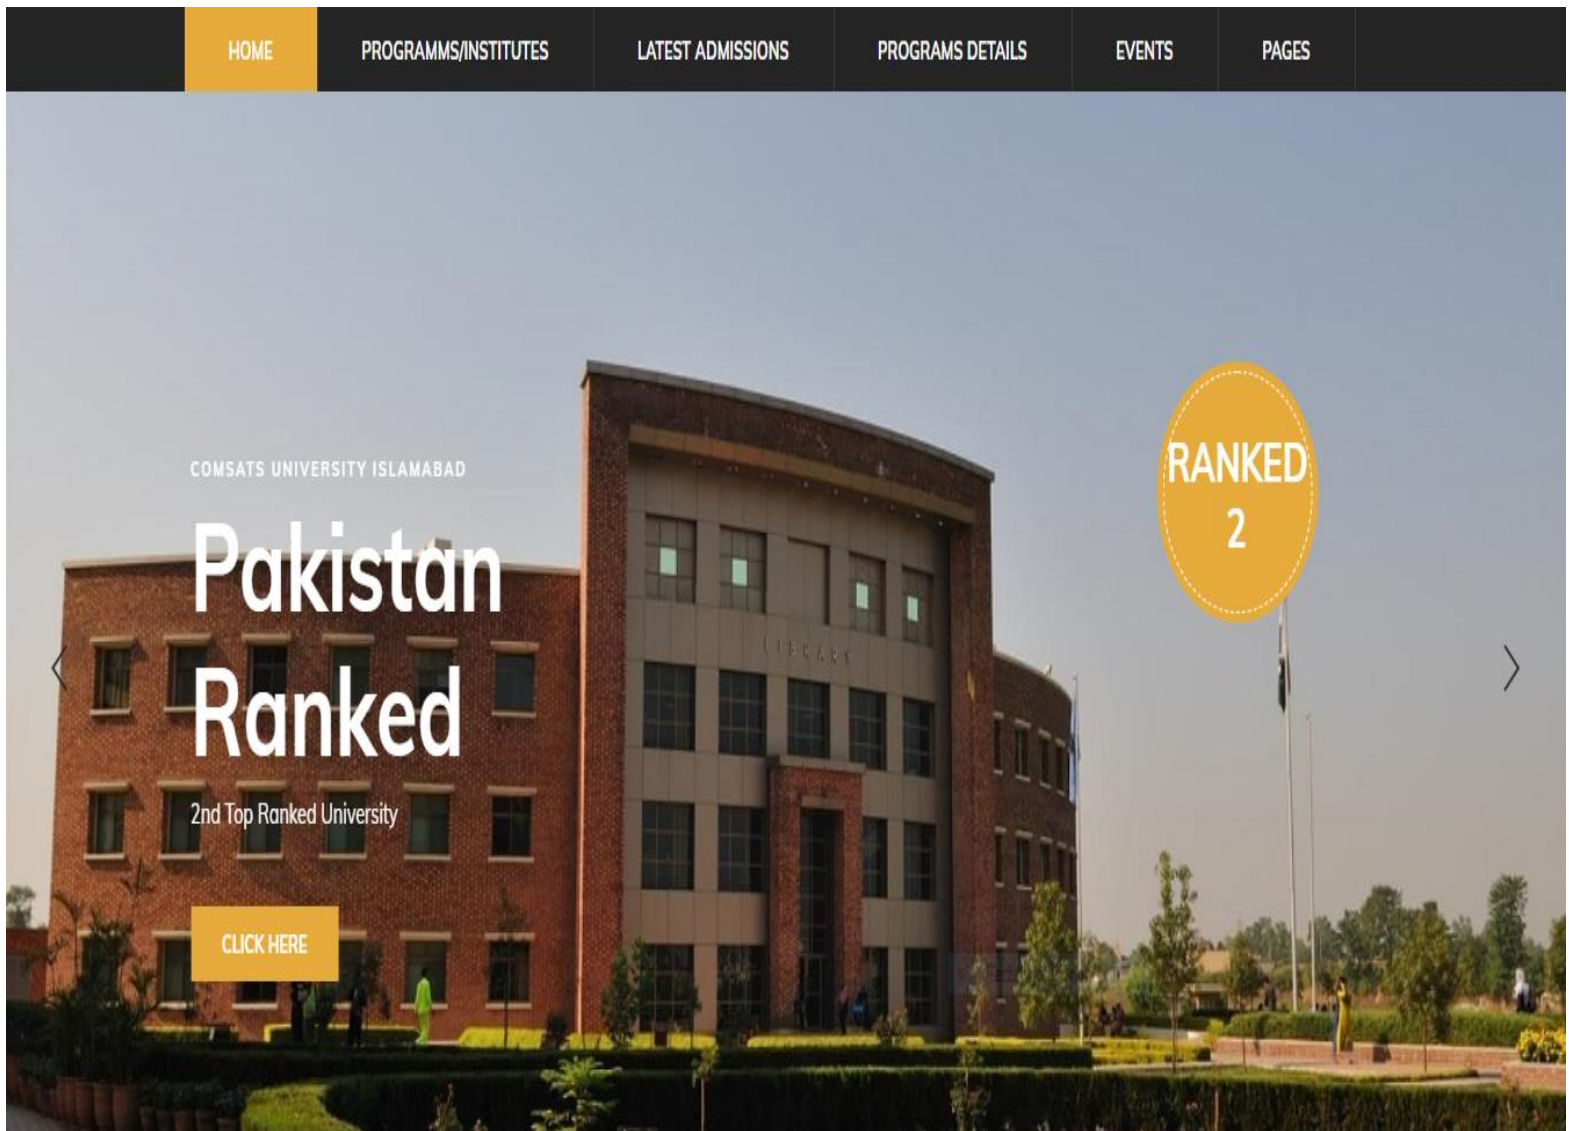 HOME
PROGRAMMS/INSTITUTES
LATEST ADMISSIONS
PROGRAMS DETAILS
EVENTS
PAGES
COMSATS UNIVERSITY ISLAMABAD
Pakistan
Ranked
2nd Top Ranked University
CLICK HERE
RANKED
2
LIBRARY